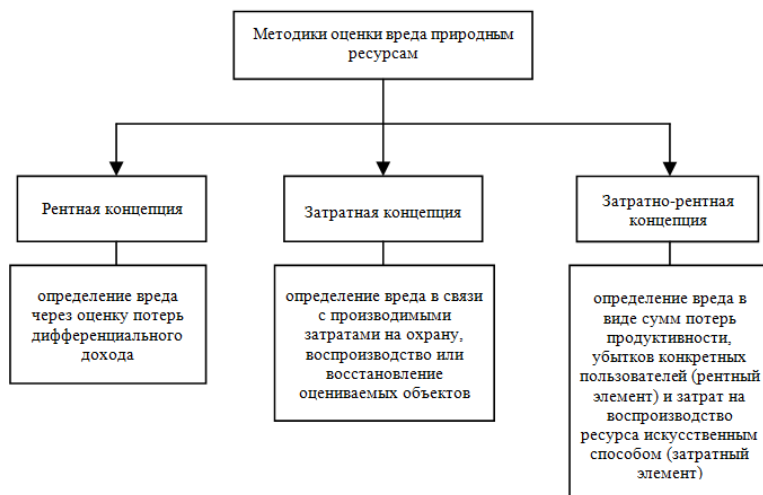 Методики оценки вреда природным
ресурсам
Рентная концепция
Затратная концепция
Затратно-рентная
концепция
определение вреда
через оценку потерь
дифференциального
дохода
определение вреда в связи
с производимыми
затратами на охрану,
воспроизводство или
восстановление
оцениваемых объектов
определение вреда в
виде сумм потерь
продуктивности,
убытков конкретных
пользователей (рентный
элемент) и затрат на
воспроизводство
ресурса искусственным
способом (затратный
элемент)